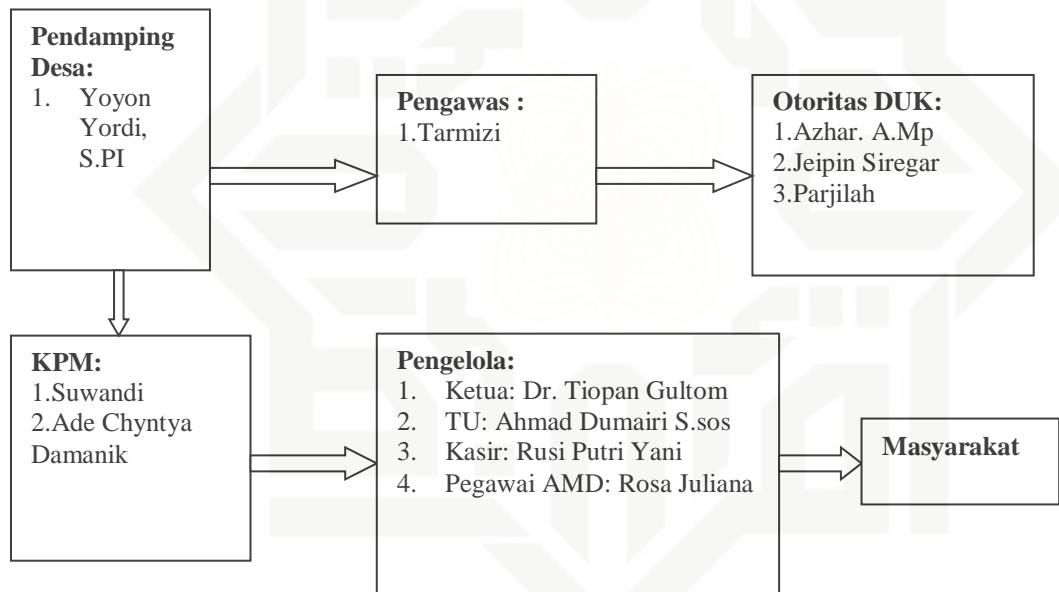 Pendamping
Desa:
1. Yoyon
Yordi,
S.PI
Pengawas :
1.Tarmizi
Otoritas DUK:
1.Azhar. A.Mp
2.Jeipin Siregar
3.Parjilah
KPM:
1.Suwandi
2.Ade Chyntya
Damanik
Pengelola:
1. Ketua: Dr. Tiopan Gultom
2. TU: Ahmad Dumairi S.sos
3. Kasir: Rusi Putri Yani
4. Pegawai AMD: Rosa Juliana
Masyarakat